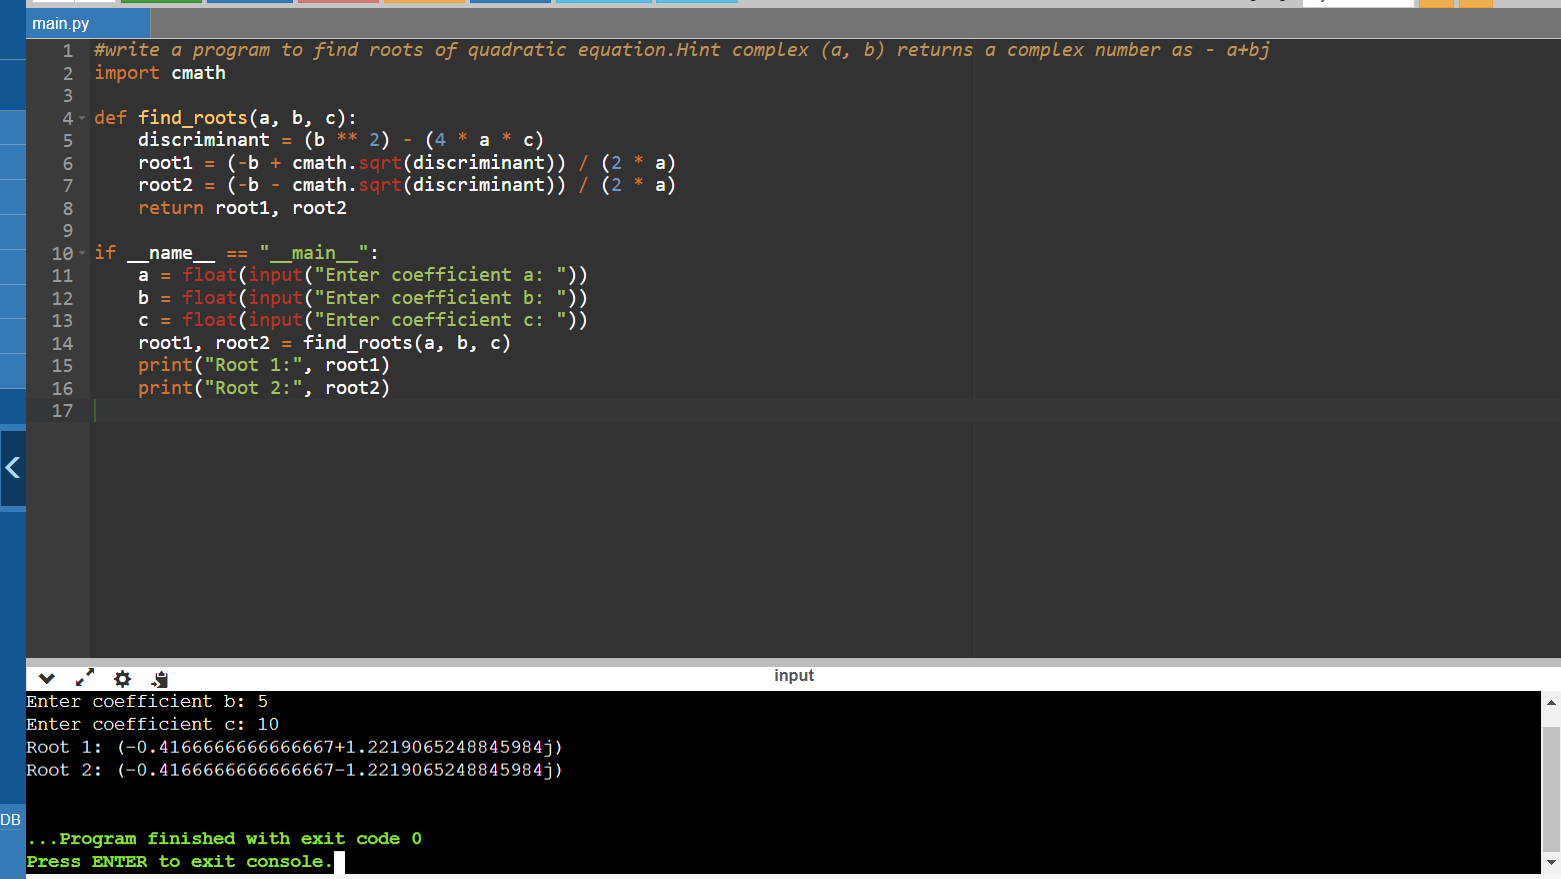 main.py
1 #write a program to find roots of quadratic equation.Hint complex (a, b) returns a complex number as - a+bj
2 import cmath
3
4 def find_roots(a, b, c):
5     discriminant = (b ** 2) - (4 * a * c)
6     root1 = (-b + cmath.sqrt(discriminant)) / (2 * a)
7     root2 = (-b - cmath.sqrt(discriminant)) / (2 * a)
8     return root1, root2
9
10 if __name__ == "__main__":
11     a = float(input("Enter coefficient a: "))
12     b = float(input("Enter coefficient b: "))
13     c = float(input("Enter coefficient c: "))
14     root1, root2 = find_roots(a, b, c)
15     print("Root 1:", root1)
16     print("Root 2:", root2)
17
input
Enter coefficient b: 5
Enter coefficient c: 10
Root 1: (-0.4166666666666667+1.2219065248845984j)
Root 2: (-0.4166666666666667-1.2219065248845984j)
DB
...Program finished with exit code 0
Press ENTER to exit console.